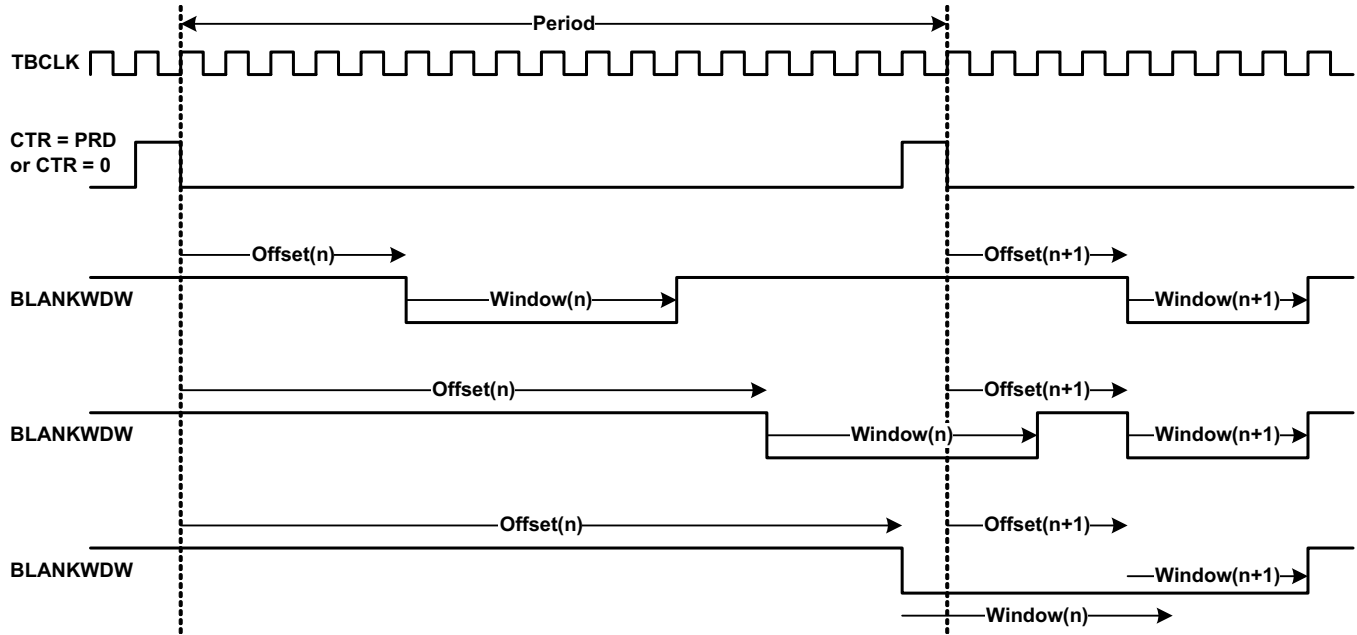 Period
TBCLK
CTR = PRD
or CTR = 0
Offset(n)
Offset(n+1)
BLANKWDW
Window(n)
Window(n+1)
Offset(n)
Offset(n+1)
BLANKWDW
Window(n)
Window(n+1)
Offset(n)
Offset(n+1)
BLANKWDW
Window(n+1)
Window(n)